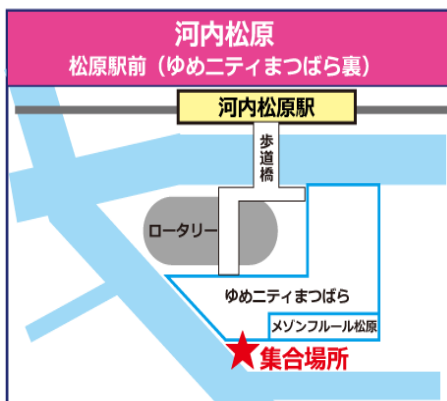 河内松原
松原駅前（ゆめニティまつばら裏）
河内松原駅
歩道橋
ロータリー
ゆめニティまつばら
メゾンフルール松原
集合場所